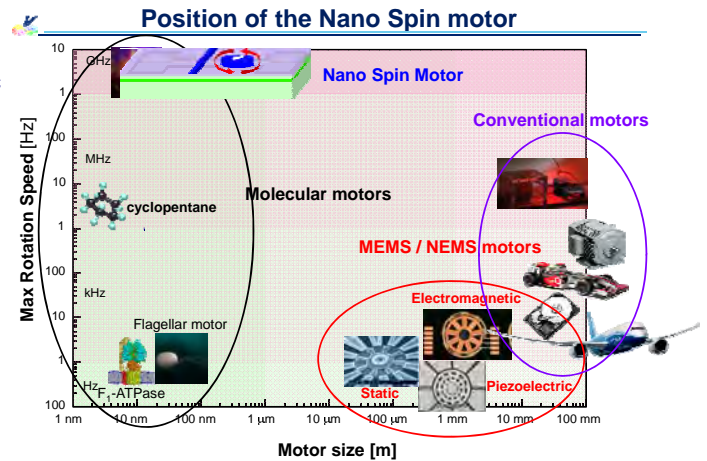 Position of the Nano Spin motor
Max Rotation Speed [Hz]
10
GHz
1
100
MHz
10
1
100
kHz
10
1
Hz
100
Nano Spin Motor
Conventional motors
Molecular motors
cyclopentane
MEMS / NEMS motors
Electromagnetic
Flagellar motor
F1-ATPase
Static
Piezoelectric
1 nm 10 nm 100 nm 1 μm 10 μm 100 μm 1 mm 10 mm 100 mm
Motor size [m]